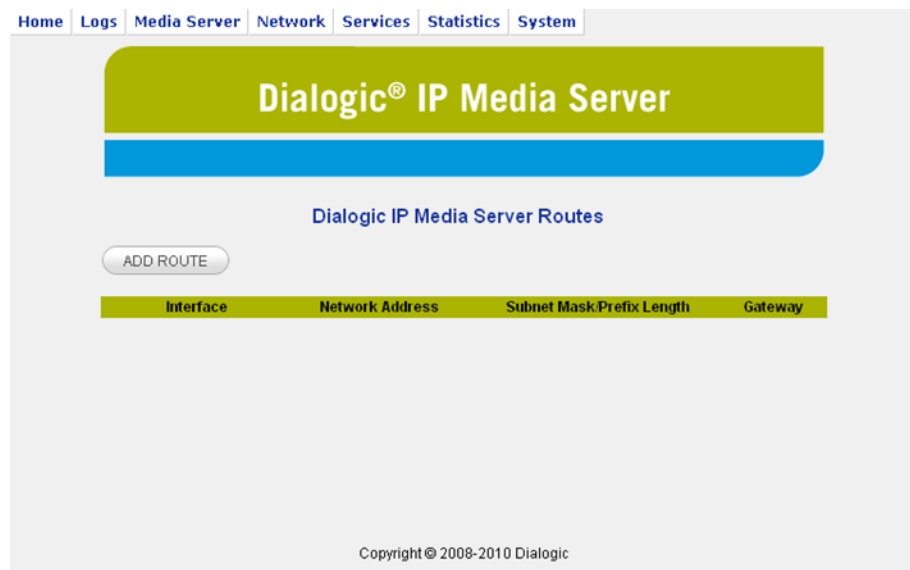 Home Logs Media Server Network Services Statistics System
Dialogic® IP Media Server
Dialogic IP Media Server Routes
ADD ROUTE
Interface Network Address Subnet Mask/Prefix Length Gateway
Copyright © 2008-2010 Dialogic